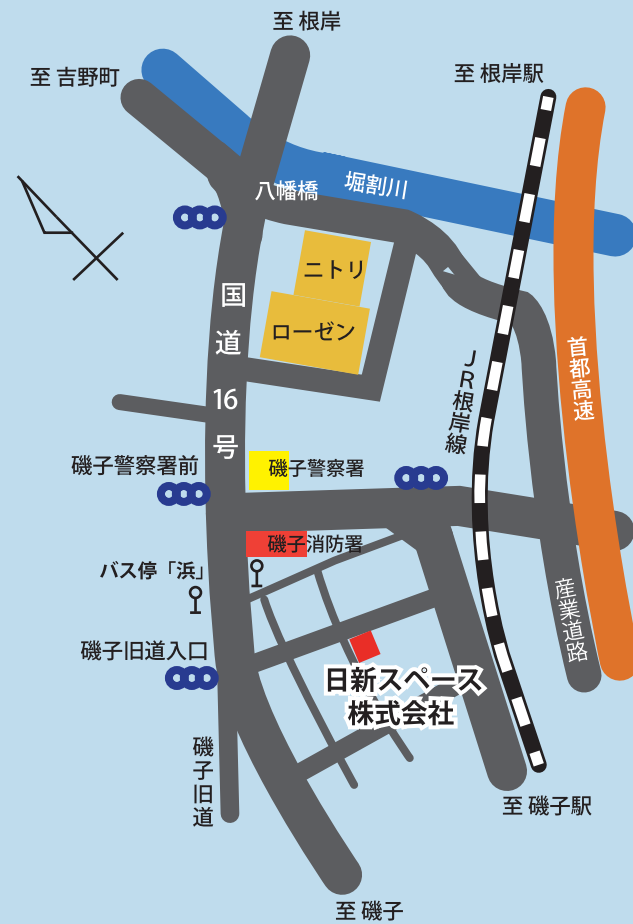 至 根岸
至 吉野町
至 根岸駅
八幡橋
堀割川
ニトリ
ローゼン
国道16号
JR根岸線
首都高速
磯子警察署前
磯子警察署
磯子消防署
バス停「浜」
産業道路
磯子旧道入口
日新スペース
株式会社
磯子旧道
至 磯子駅
至 磯子